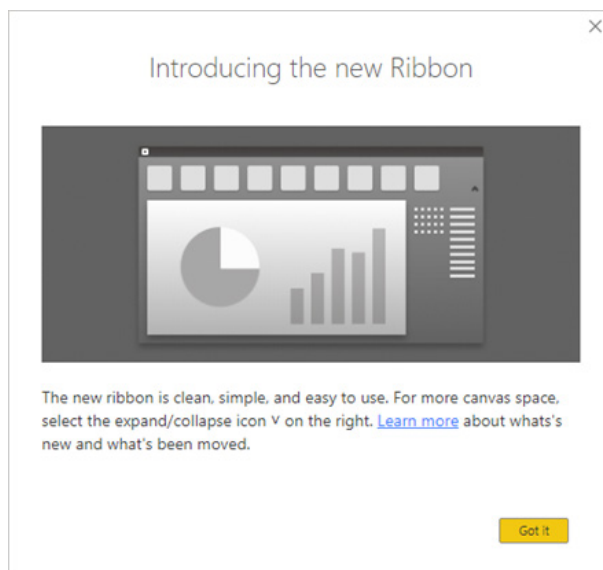 Introducing the new Ribbon
The new ribbon is clean, simple, and easy to use. For more canvas space,
select the expand/collapse icon ˅ on the right. Learn more about whats's
new and what's been moved.
Got it